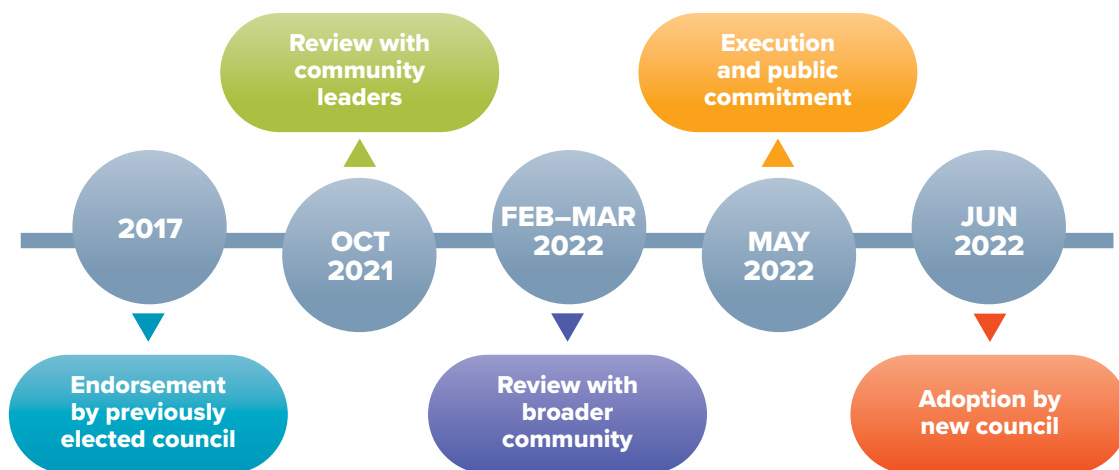 Review with
community
leaders
Execution
and public
commitment
2017
OCT
2021
FEB–MAR
2022
MAY
2022
JUN
2022
Endorsement
by previously
elected council
Review with
broader
community
Adoption by
new council